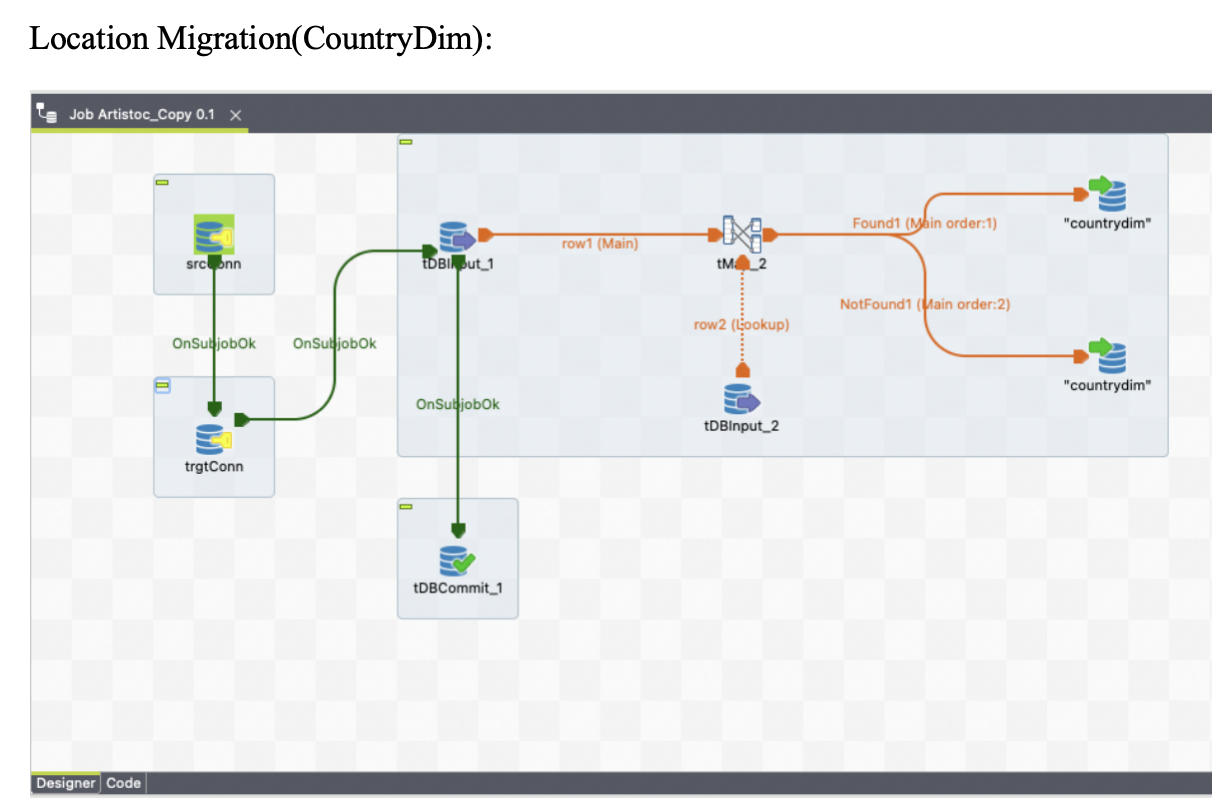 Location Migration(CountryDim):
Job Artistoc_Copy 0.1
srcConn
tDBInput_1
row1 (Main)
tMap_2
Found1 (Main order:1)
"countrydim"
OnSubjobOk
OnSubjobOk
row2 (Lookup)
NotFound1 (Main order:2)
"countrydim"
OnSubjobOk
tDBInput_2
trgtConn
tDBCommit_1
Designer Code